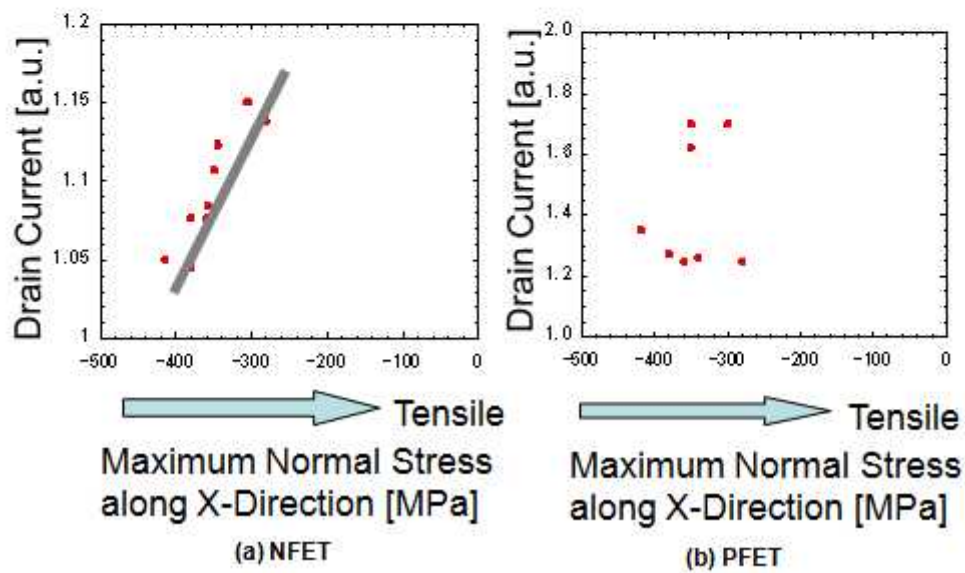 Drain Current [a.u.]
1.2
1.15
1.1
1.05
1
-500
-400
-300
-200
-100
0
Tensile
Maximum Normal Stress
along X-Direction [MPa]
(a) NFET
Drain Current [a.u.]
2.0
1.8
1.6
1.4
1.2
1.0
-500
-400
-300
-200
-100
0
Tensile
Maximum Normal Stress
along X-Direction [MPa]
(b) PFET